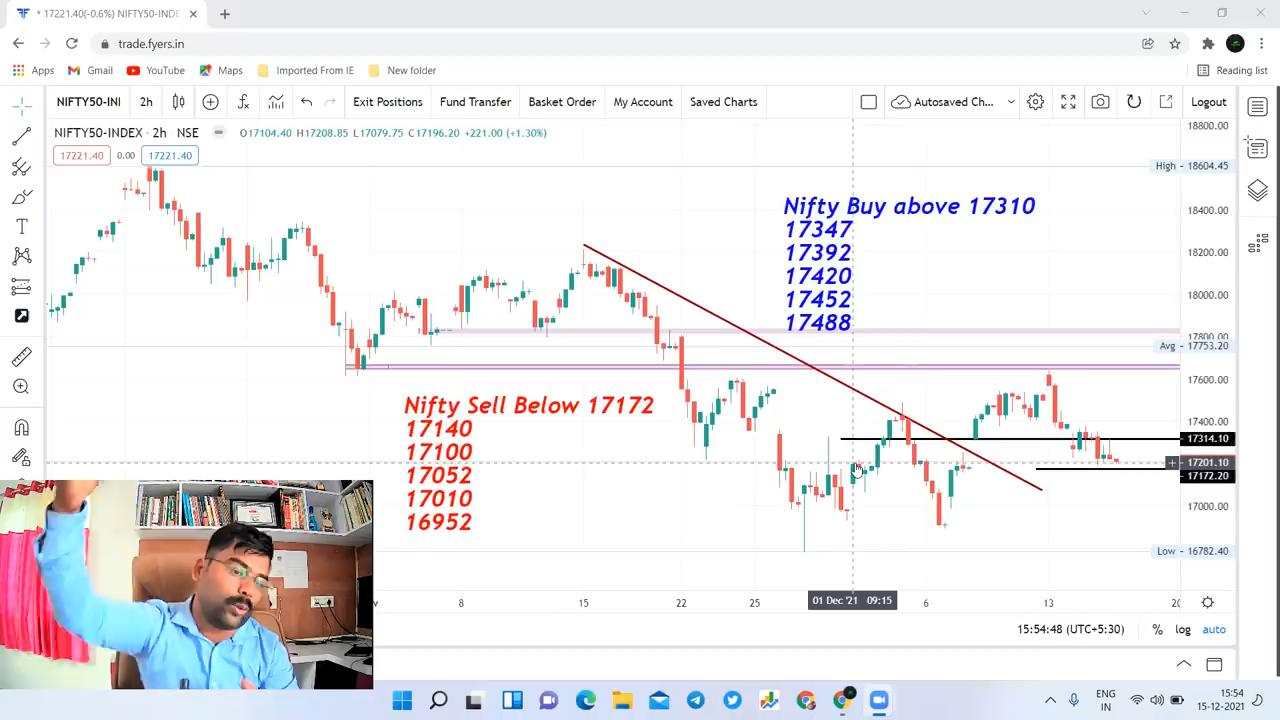 * 17221.40(-0.6%) NIFTY50-INDE
trade.fyers.in
Apps
Gmail
YouTube
Maps
Imported From IE
New folder
Reading list
NIFTY50-INI
2h
Exit Positions
Fund Transfer
Basket Order
My Account
Saved Charts
Autosaved Ch...
Logout
NIFTY50-INDEX · 2h · NSE
O17104.40 H17208.85 L17079.75 C17196.20 +221.00 (+1.30%)
17221.40
0.00
17221.40
18800.00
High - 18604.45
18400.00
18200.00
18000.00
17800.00
Avg - 17753.20
17600.00
17400.00
17314.10
17201.10
17172.20
17000.00
Low - 16782.40
Nifty Buy above 17310
17347
17392
17420
17452
17488
Nifty Sell Below 17172
17140
17100
17052
17010
16952
8
15
22
25
01 Dec '21 09:15
6
13
20
15:54:48 (UTC+5:30)
%
log
auto
ENG
IN
15:54
15-12-2021